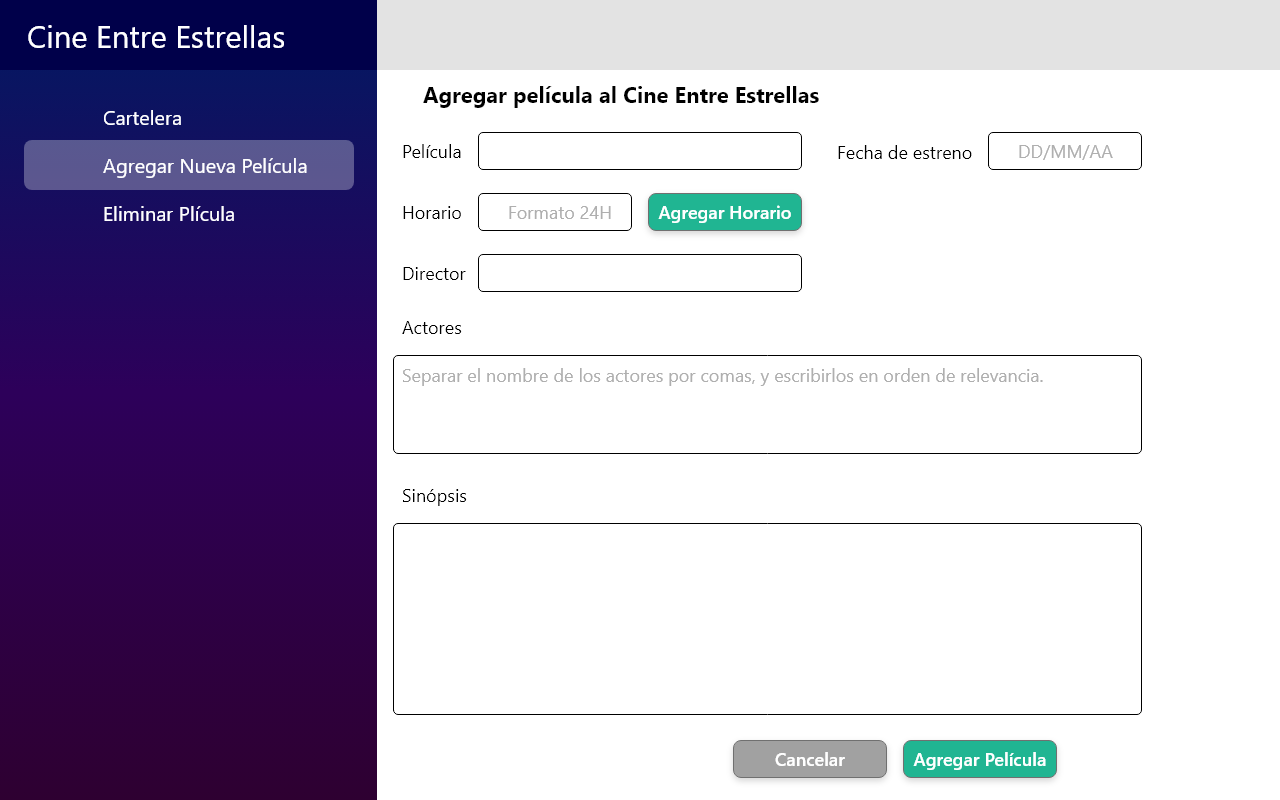 Cine Entre Estrellas
Cartelera
Agregar Nueva Película
Eliminar Plícula
Agregar película al Cine Entre Estrellas
Película
Fecha de estreno DD/MM/AA
Horario Formato 24H Agregar Horario
Director
Actores
Separar el nombre de los actores por comas, y escribirlos en orden de relevancia.
Sinópsis
Cancelar Agregar Película